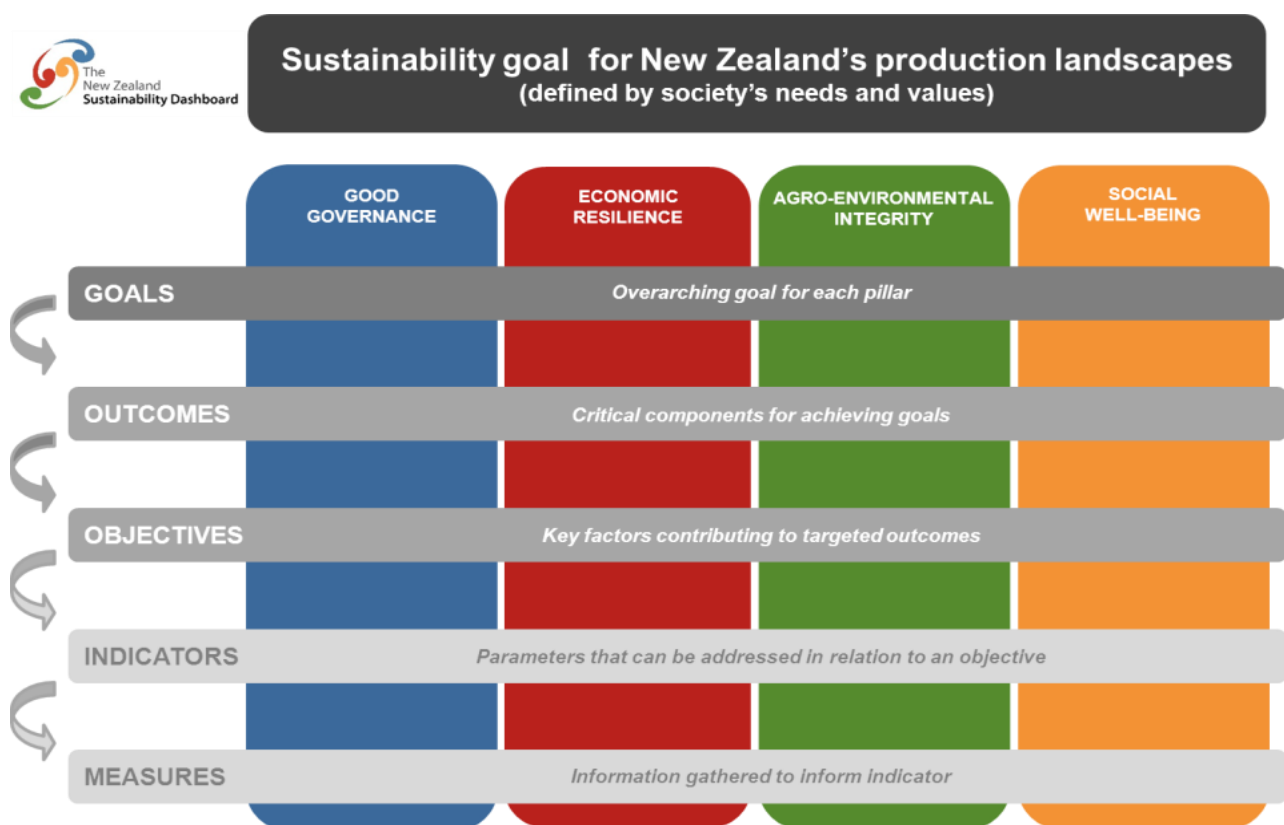 The
New Zealand
Sustainability Dashboard
Sustainability goal for New Zealand's production landscapes
(defined by society's needs and values)
GOOD
GOVERNANCE
ECONOMIC
RESILIENCE
AGRO-ENVIRONMENTAL
INTEGRITY
SOCIAL
WELL-BEING
GOALS
Overarching goal for each pillar
OUTCOMES
Critical components for achieving goals
OBJECTIVES
Key factors contributing to targeted outcomes
INDICATORS
Parameters that can be addressed in relation to an objective
MEASURES
Information gathered to inform indicator